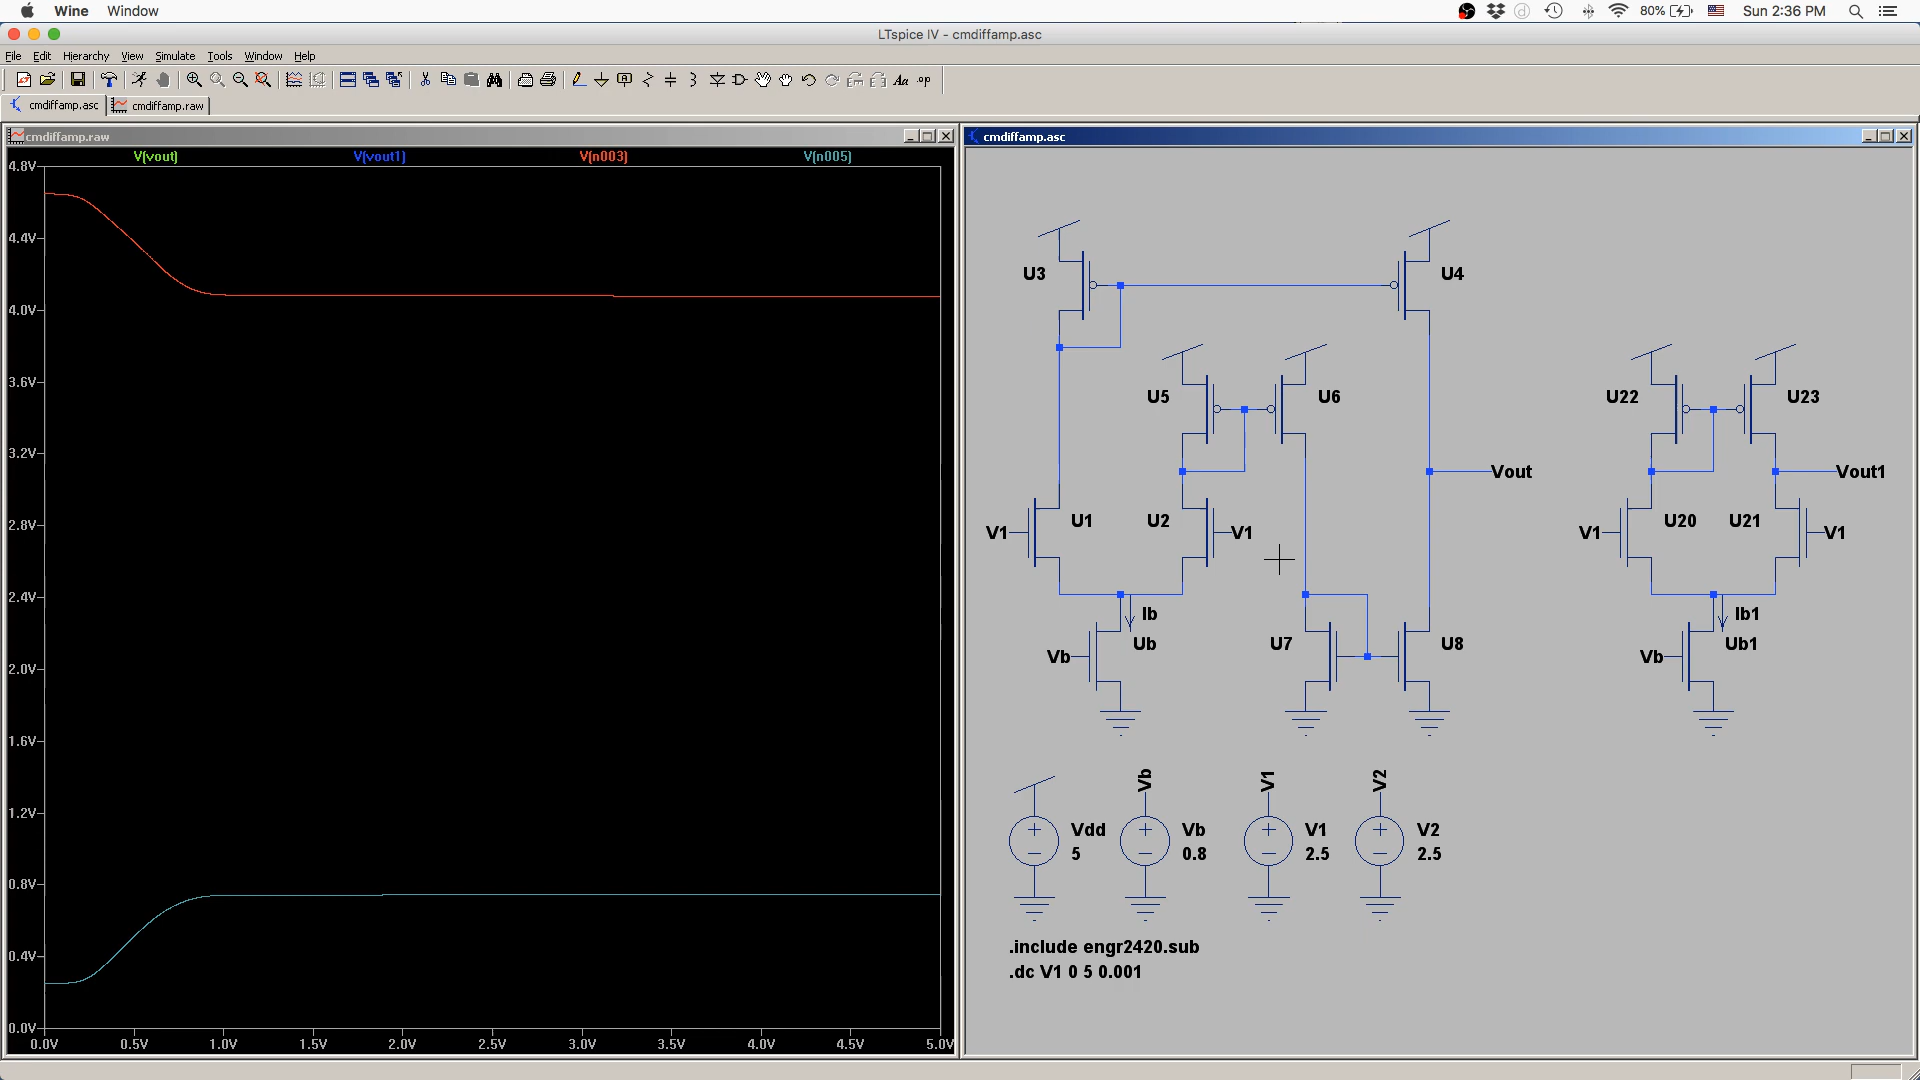 Wine Window 80% Sun 2:36 PM
LTspice IV - cmdiffamp.asc
File Edit Hierarchy View Simulate Tools Window Help
Aa .op
cmdiffamp.asc cmdiffamp.raw
cmdiffamp.raw
V(vout) V(vout1) V(n003) V(n005)
4.8V
4.4V
4.0V
3.6V
3.2V
2.8V
2.4V
2.0V
1.6V
1.2V
0.8V
0.4V
0.0V
0.0V 0.5V 1.0V 1.5V 2.0V 2.5V 3.0V 3.5V 4.0V 4.5V 5.0V
cmdiffamp.asc
U3 U4
U5 U6 U22 U23
Vout Vout1
V1 U1 U2 V1 V1 U20 U21 V1
Ib Ib1
Vb Ub U7 U8 Vb Ub1
Vb V1 V2
Vdd Vb V1 V2
5 0.8 2.5 2.5
.include engr2420.sub
.dc V1 0 5 0.001